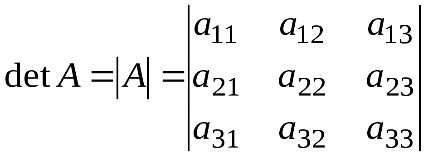 det A = |A| = | a₁₁ a₁₂ a₁₃ |
| a₂₁ a₂₂ a₂₃ |
| a₃₁ a₃₂ a₃₃ |